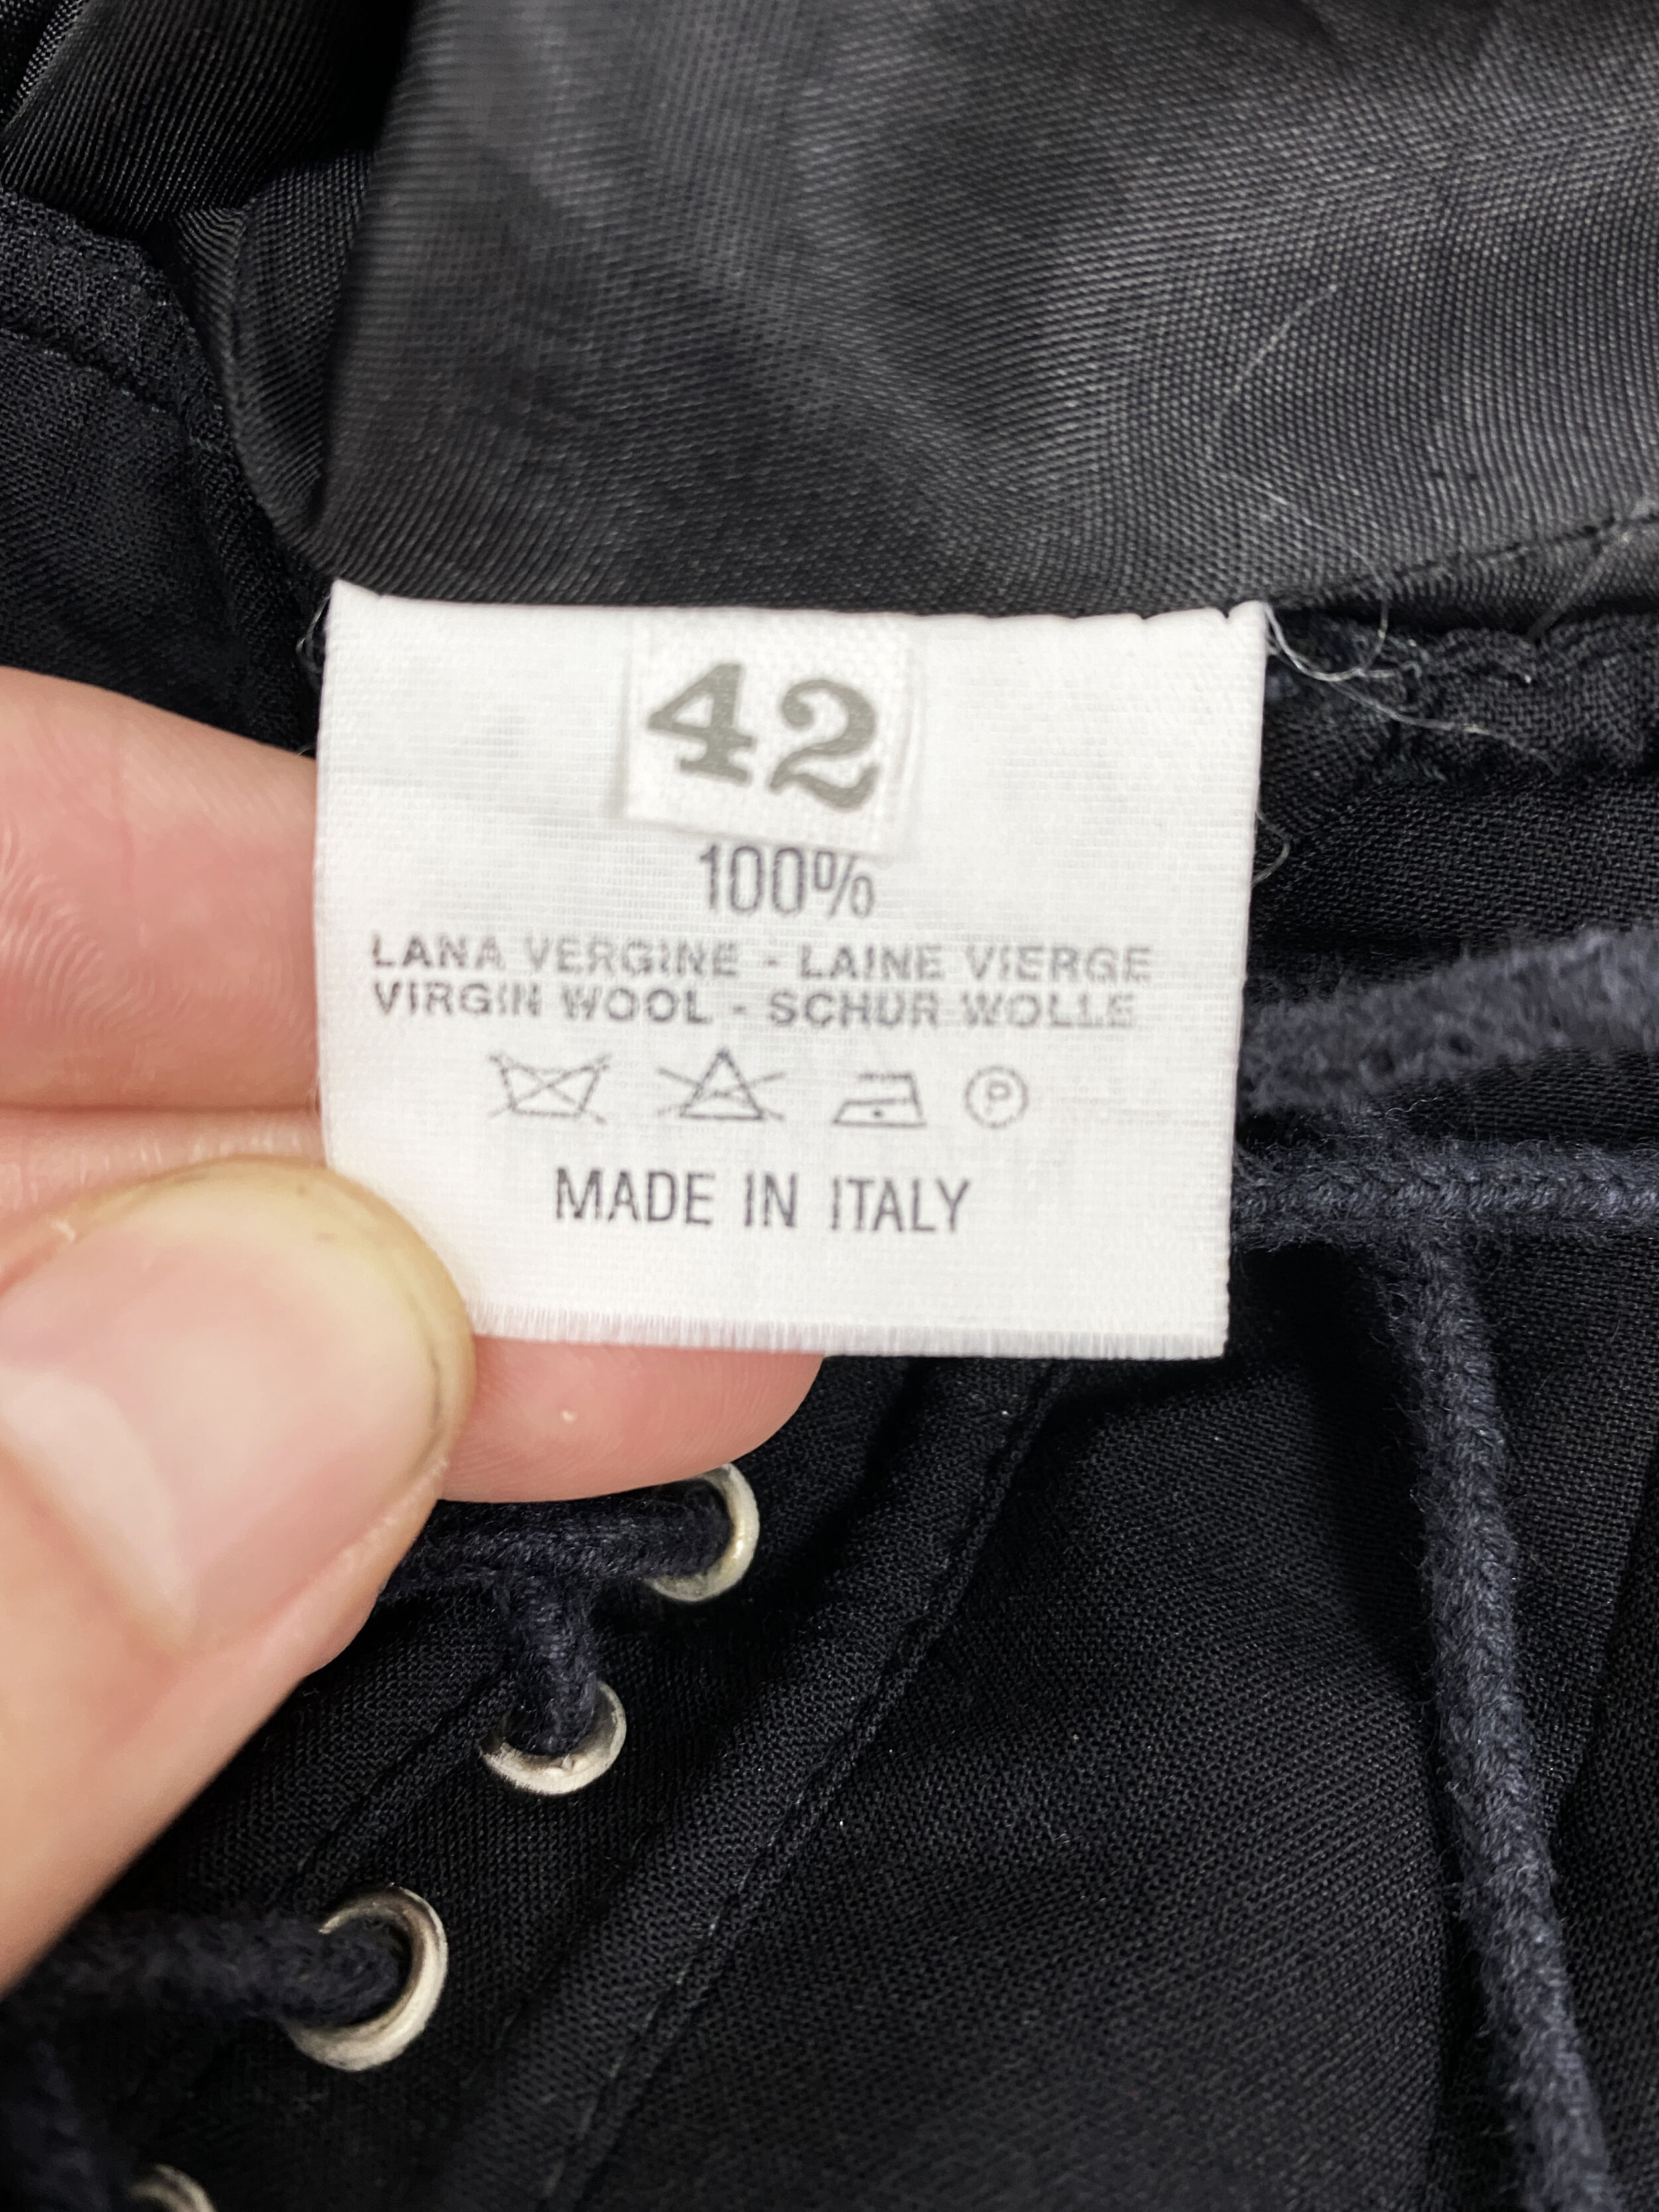 42
100%
LANA VERGINE - LAINE VIERGE
VIRGIN WOOL - SCHUR WOLLE
P
MADE IN ITALY